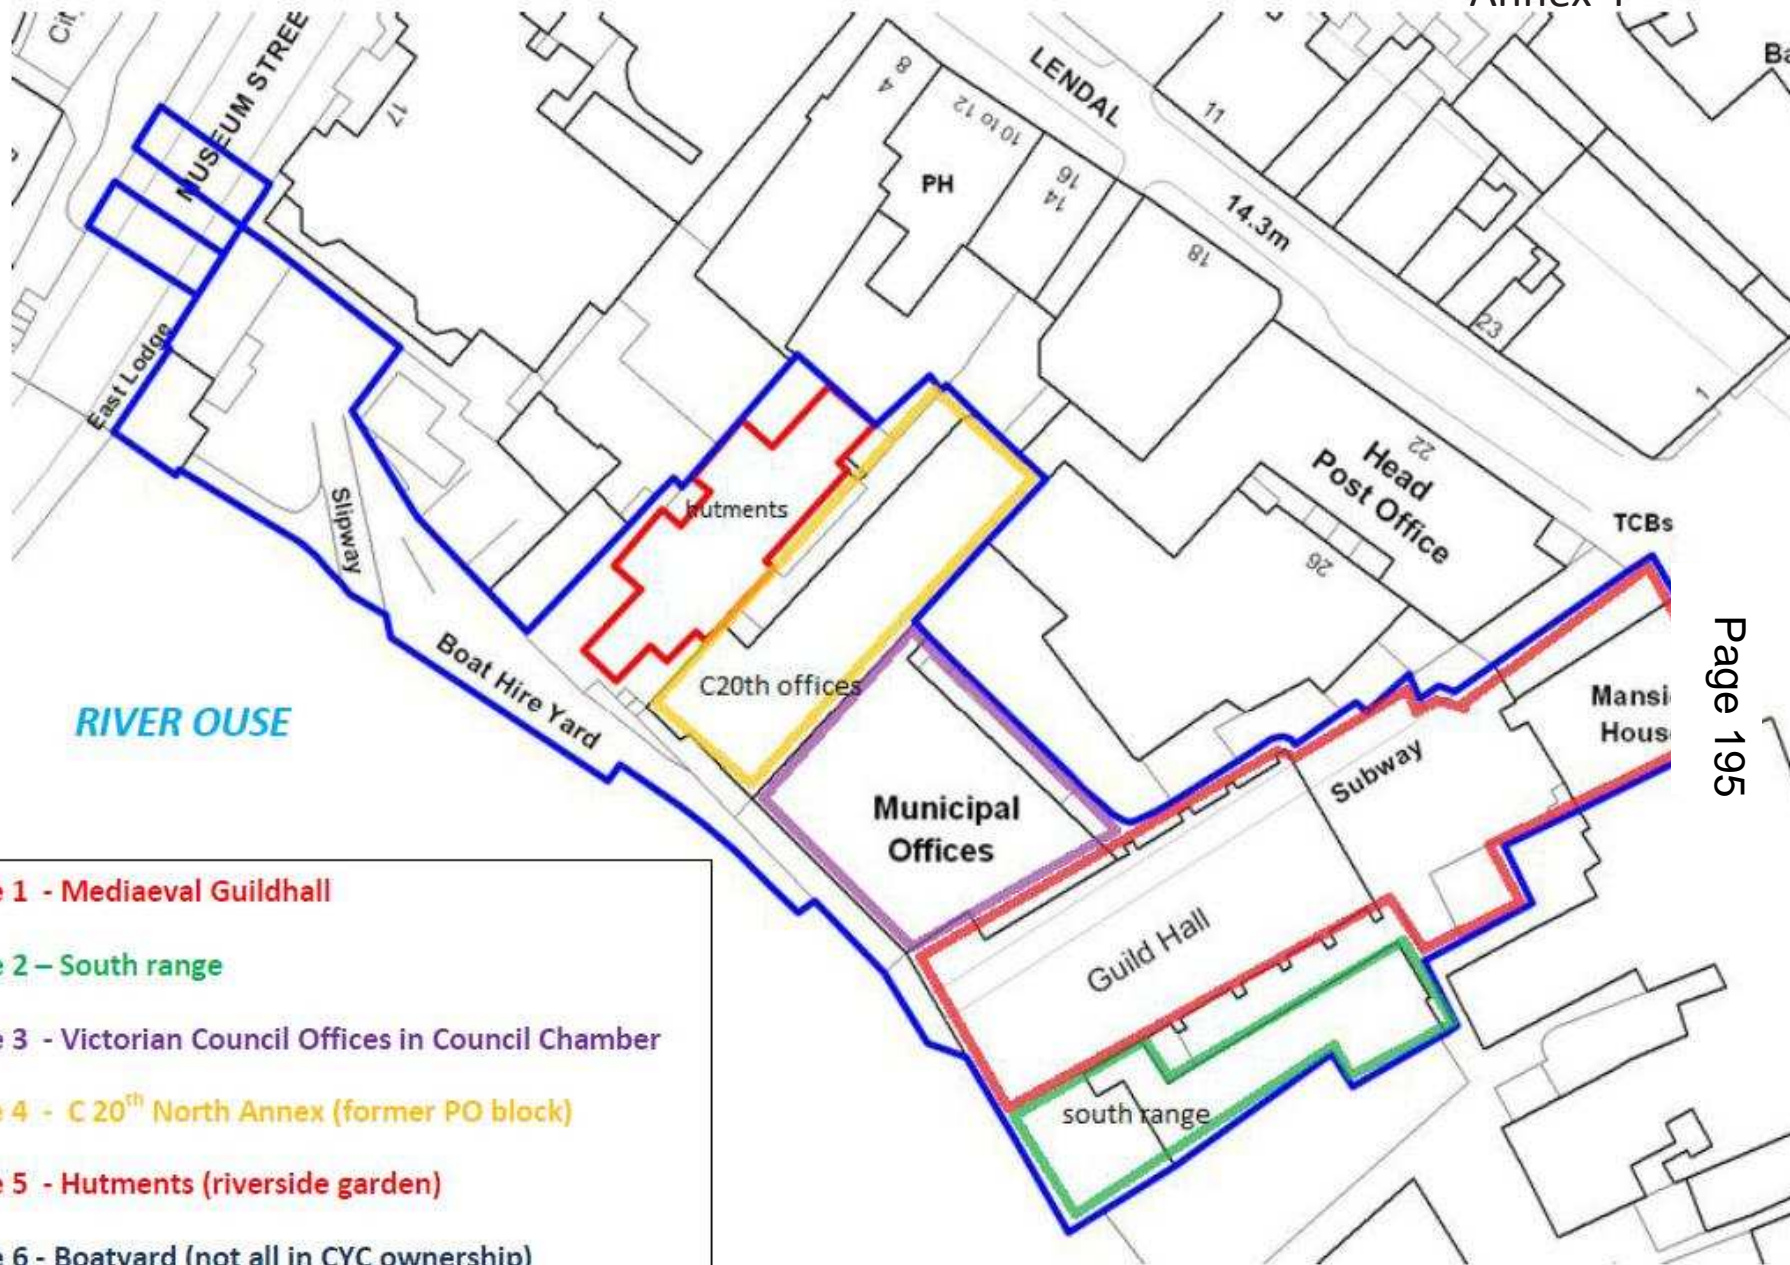 Annex
MUSEUM STREE
17
8
4
10 to 12
PH
16
14
LENDAL
11
14.3m
18
23
1
East Lodge
Slipway
hutments
Head
Post Office
22
26
TCBs
Page 195
Boat Hire Yard
C20th offices
RIVER OUSE
Mansi
Hous
Subway
Municipal
Offices
Guild Hall
south range
e 1 - Mediaeval Guildhall
e 2 – South range
e 3 - Victorian Council Offices in Council Chamber
e 4 - C 20th North Annex (former PO block)
e 5 - Hutments (riverside garden)
e 6 - Boatyard (not all in CYC ownership)